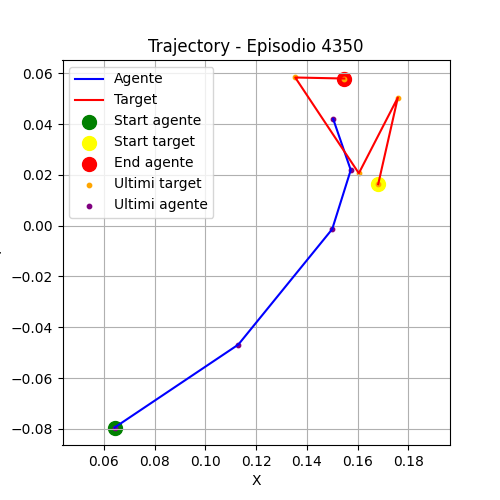 Trajectory - Episodio 4350
Agente
Target
Start agente
Start target
End agente
Ultimi target
Ultimi agente
0.06
0.04
0.02
0.00
−0.02
−0.04
−0.06
−0.08
0.06 0.08 0.10 0.12 0.14 0.16 0.18
X